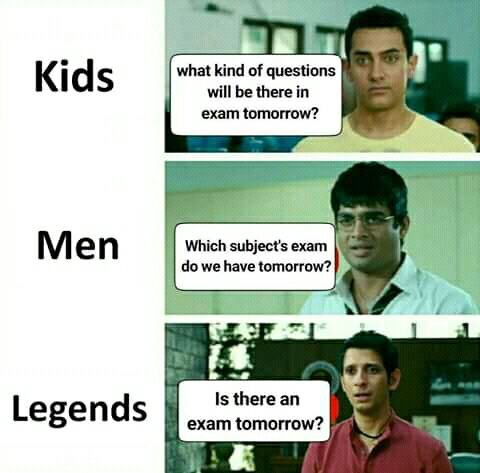 Kids
what kind of questions
will be there in
exam tomorrow?
Men
Which subject's exam
do we have tomorrow?
Legends
Is there an
exam tomorrow?